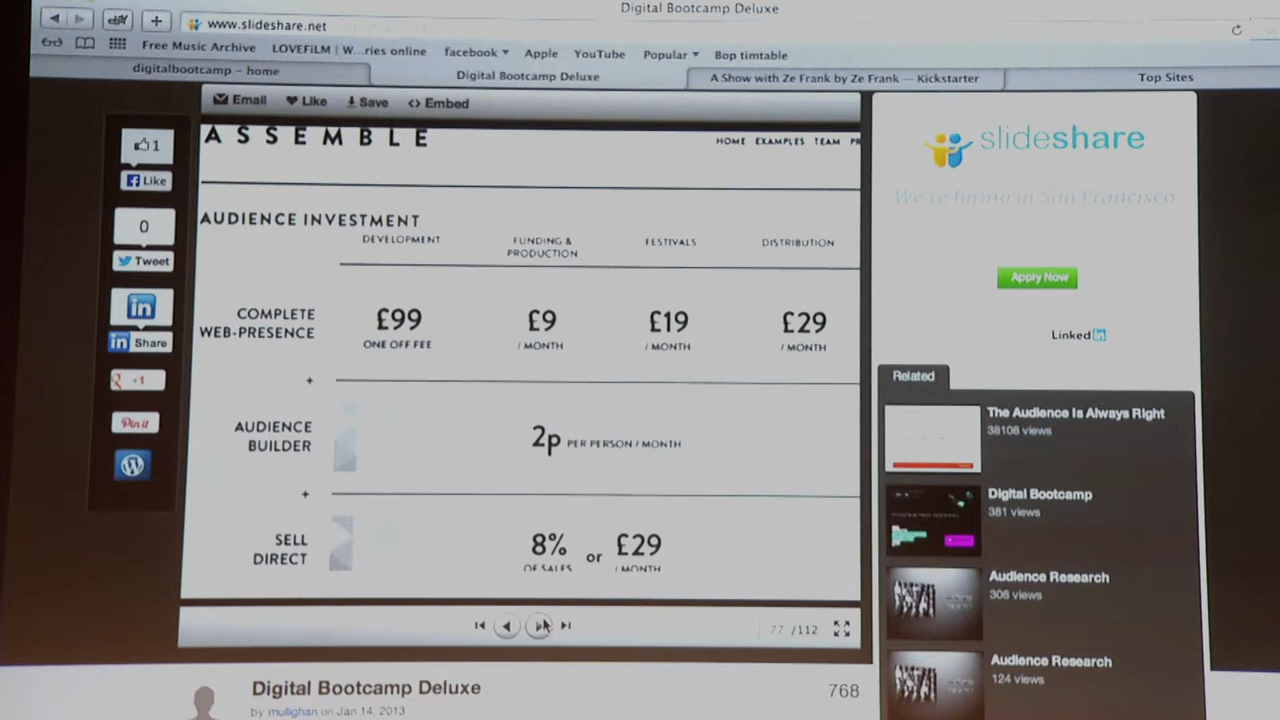 Digital Bootcamp Deluxe
www.slideshare.net
Free Music Archive LOVEFiLM | W...ries online facebook Apple YouTube Popular Bop timtable
digitalbootcamp – home Digital Bootcamp Deluxe A Show with Ze Frank by Ze Frank — Kickstarter Top Sites
Email Like Save Embed
ASSEMBLE
HOME EXAMPLES TEAM PR
AUDIENCE INVESTMENT
DEVELOPMENT FUNDING & PRODUCTION FESTIVALS DISTRIBUTION
COMPLETE WEB-PRESENCE
£99 £9 £19 £29
ONE OFF FEE / MONTH / MONTH / MONTH
+
AUDIENCE BUILDER
2p PER PERSON / MONTH
+
SELL DIRECT
8% or £29
OF SALES / MONTH
77 /112
1
Like
0
Tweet
in
in Share
g +1
Pin it
W
slideshare
We're hiring in San Francisco
Apply Now
Linked in
Related
The Audience Is Always Right
38108 views
Digital Bootcamp
381 views
Audience Research
308 views
Audience Research
124 views
Digital Bootcamp Deluxe
768
by mullighan on Jan 14, 2013